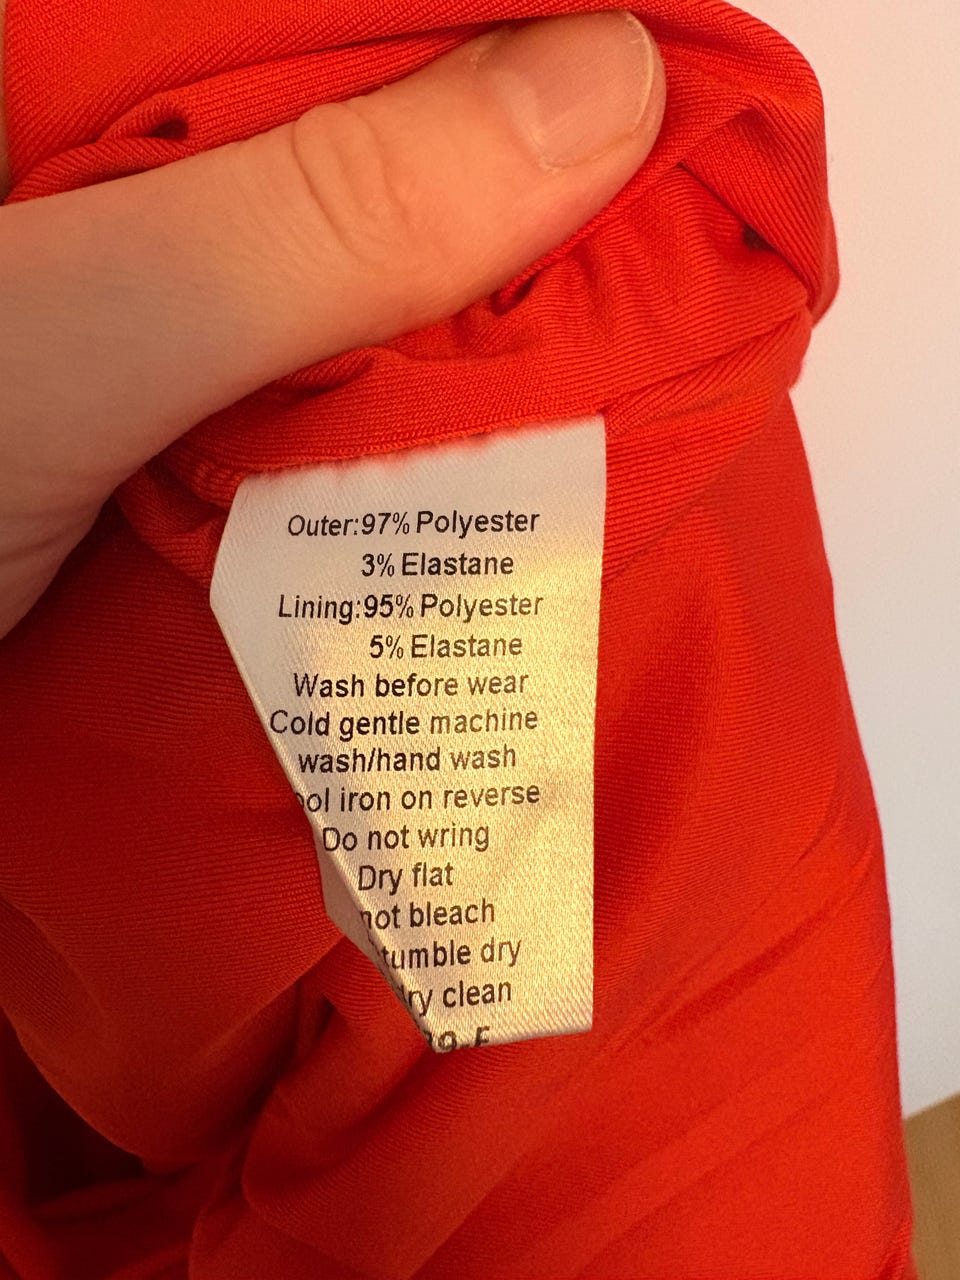 Outer:97% Polyester
3% Elastane
Lining:95% Polyester
5% Elastane
Wash before wear
Cold gentle machine
wash/hand wash
iron on reverse
Do not wring
Dry flat
not bleach
tumble dry
clean